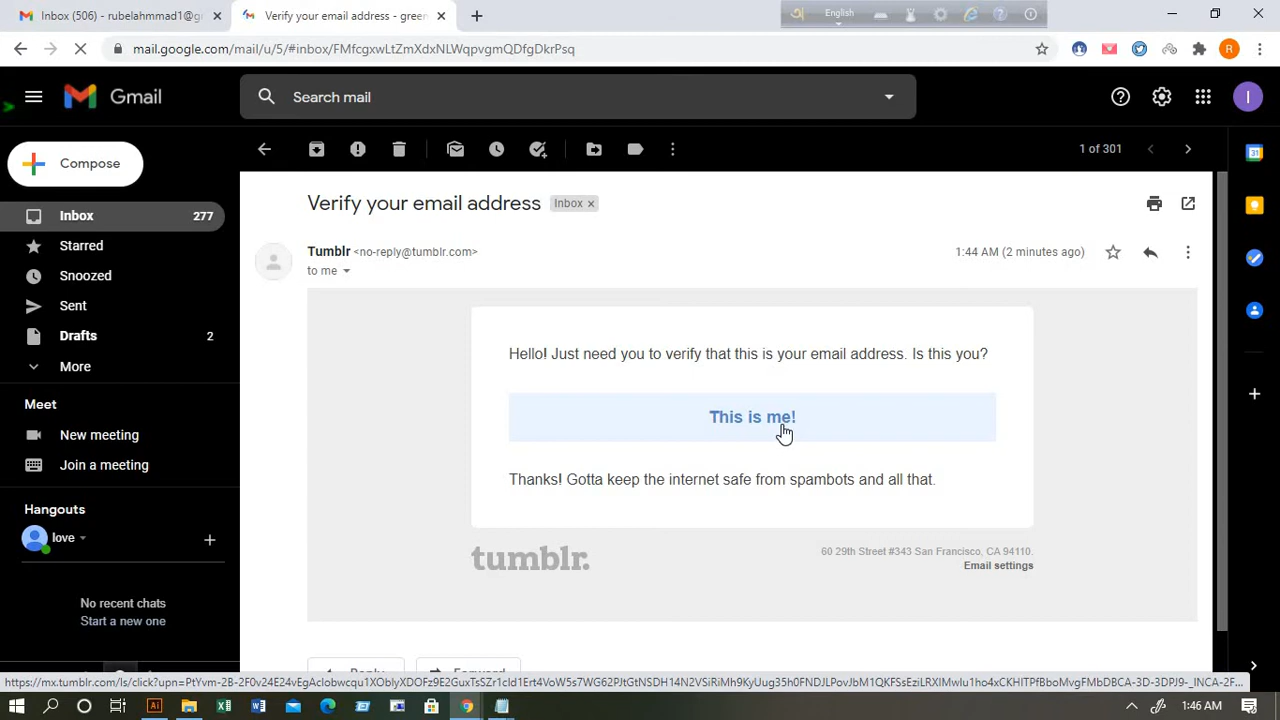 Inbox (506) - rubelmohmmad1@gm
Verify your email address - green
English
mail.google.com/mail/u/5/#inbox/FMfcgxwLtZmXdxNLWqpvgmQDfgDkrPsq
R
Gmail
Search mail
I
Compose
1 of 301
Inbox 277
Starred
Snoozed
Sent
Drafts 2
More
Meet
New meeting
Join a meeting
Hangouts
love
No recent chats
Start a new one
Verify your email address Inbox x
Tumblr <no-reply@tumblr.com>
1:44 AM (2 minutes ago)
to me
Hello! Just need you to verify that this is your email address. Is this you?
This is me!
Thanks! Gotta keep the internet safe from spambots and all that.
tumblr.
60 29th Street #343 San Francisco, CA 94110.
Email settings
Reply
Forward
1:46 AM